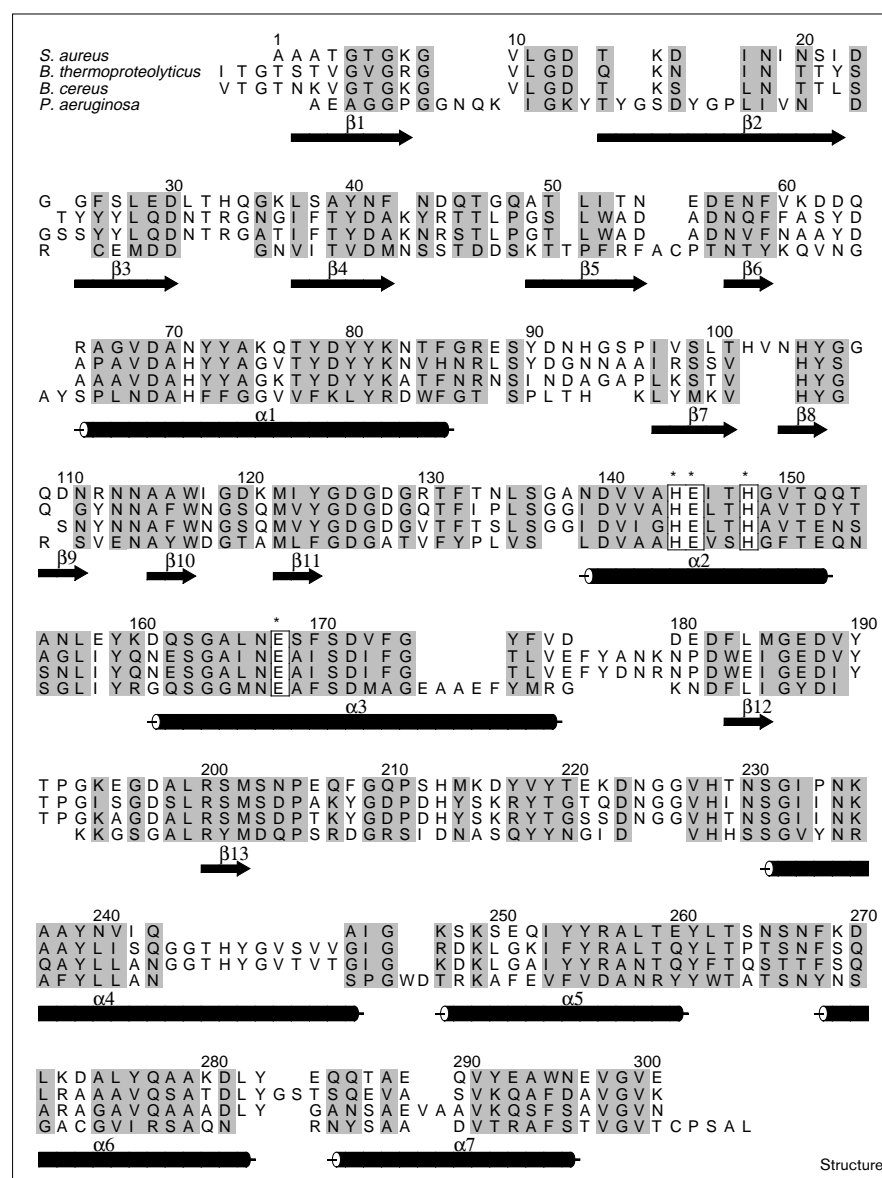 1 10 20
S. aureus A A A T G T G K G V L G D T K D I N I N S I D
B. thermoproteolyticus I T G T S T V G V G R G V L G D Q K N I N T T Y S
B. cereus V T G T N K V G T G K G V L G D T K S L N T T L S
P. aeruginosa A E A G G P G G N Q K I G K Y T Y G S D Y G P L I V N D
β1 β2
30 40 50 60
G G F S L E D L T H Q G K L S A Y N F N D Q T G Q A T L I T N E D E N F V K D D Q
T Y Y Y L Q D N T R G N G I F T Y D A K Y R T T L P G S L W A D A D N Q F F A S Y D
G S S Y Y L Q D N T R G A T I F T Y D A K N R S T L P G T L W A D A D N V F N A A Y D
R C E M D D G N V I T V D M N S S T D D S K T T P F R F A C P T N T Y K Q V N G
β3 β4 β5 β6
70 80 90 100
R A G V D A N Y Y A K Q T Y D Y Y K N T F G R E S Y D N H G S P I V S L T H V N H Y G G
A P A V D A H Y Y A G V T Y D Y Y K N V H N R L S Y D G N N A A I R S S V H Y S
A A A V D A H Y Y A G K T Y D Y Y K A T F N R N S I N D A G A P L K S T V H Y G
A Y S P L N D A H F F G G V V F K L Y R D W F G T S P L T H K L Y M K V H Y G
α1 β7 β8
110 120 130 140 * * * 150
Q D N R N N A A W I G D K M I Y G D G D G R T F T N L S G A N D V V A H E I T H G V T Q Q T
Q G Y N N A F W N G S Q M V Y G D G D G Q T F I P L S G G I D V V A H E L T H A V T D Y T
S N Y N N A F W N G S Q M V Y G D G D G V T F T S L S G G I D V I G H E L T H A V T E N S
R S V E N A Y W D G T A M L F G D G A T V F Y P L V S L D V A A H E V S H G F T E Q N
β9 β10 β11 α2
160 * 170 180 190
A N L E Y K D Q S G A L N E S F S D V F G Y F V D D E D F L M G E D V Y
A G L I Y Q N E S G A I N E A I S D I F G T L V E F Y A N K N P D W E I G E D V Y
S N L I Y Q N E S G A L N E A I S D I F G T L V E F Y D N R N P D W E I G E D I Y
S G L I Y R G Q S G G M N E A F S D M A G E A A E F Y M R G K N D F L I G Y D I
α3 β12
200 210 220 230
T P G K E G D A L R S M S N P E Q F G Q P S H M K D Y V Y T E K D N G G V H T N S G I P N K
T P G I S G D S L R S M S D P A K Y G D P D H Y S K R Y T G T Q D N G G V H I N S G I I N K
T P G K A G D A L R S M S D P T K Y G D P D H Y S K R Y T G S S D N G G V H T N S G I I N K
K K G S G A L R Y M D Q P S R D G R S I D N A S Q Y Y N G I D V H H S S G V Y N R
β13
240 250 260 270
A A Y N V I Q A I G K S K S E Q I Y Y R A L T E Y L T S N S N F K D
A A Y L I S Q G G T H Y G V S V V G I G R D K L G K I F Y R A L T Q Y L T P T S N F S Q
Q A Y L L A N G G T H Y G V T V T G I G K D K L G A I Y Y R A N T Q Y F T Q S T T F S Q
A F Y L L A N S P G W D T R K A F E V F V D A N R Y Y W T A T S N Y N S
α4 α5
280 290 300
L K D A L Y Q A A K D L Y E Q Q T A E Q V Y E A W N E V G V E
L R A A A V Q S A T D L Y G S T S Q E V A S V K Q A F D A V G V K
A R A G A V Q S A A A D L Y G A N S A E V A A V K Q S F S A V G V N
G A C G V I R S A Q N R N Y S A A D V T R A F S T V G V T C P S A L
α6 α7
Structure